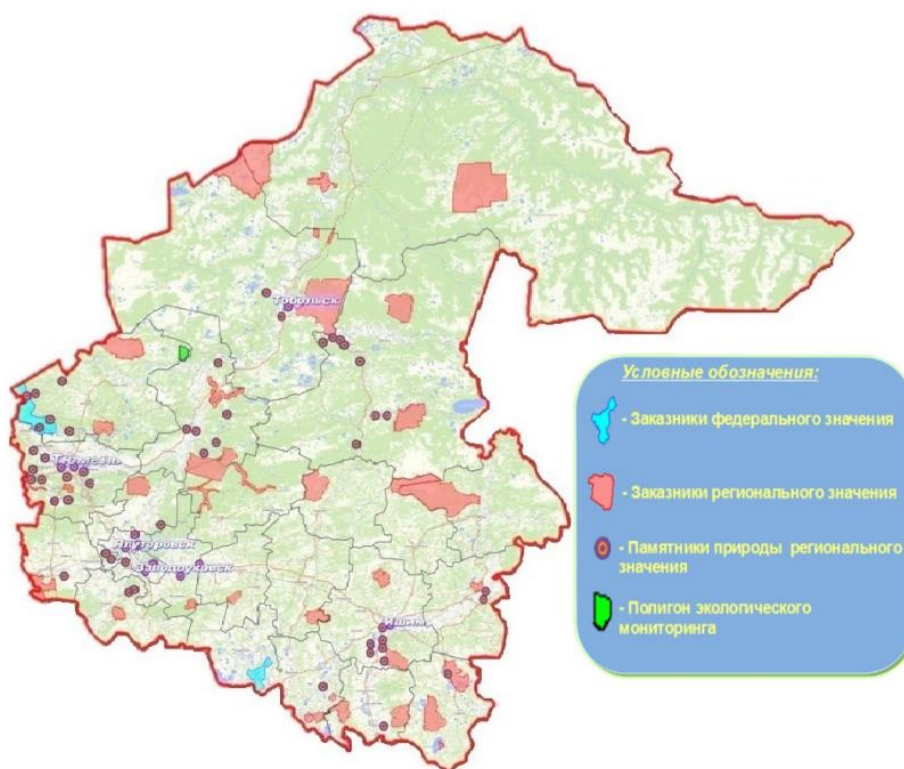 Тобольск
Тюмень
Ялуторовск
Заводоуковск
Ишим
Условные обозначения:
- Заказники федерального значения
- Заказники регионального значения
- Памятники природы регионального
значения
- Полигон экологического
мониторинга